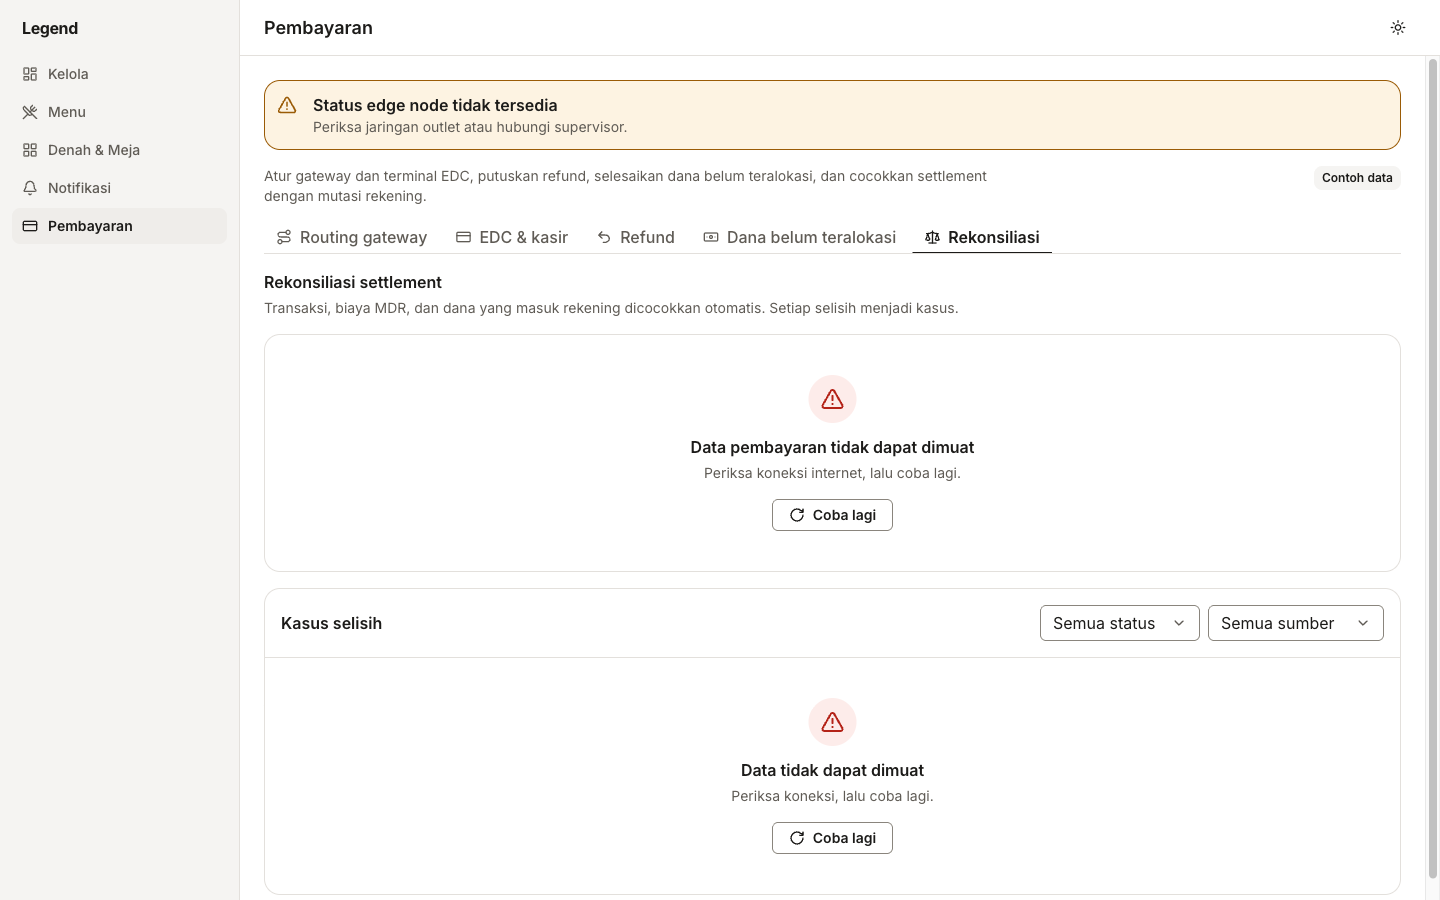 Legend
Kelola
Menu
Denah & Meja
Notifikasi
Pembayaran
Pembayaran
Status edge node tidak tersedia
Periksa jaringan outlet atau hubungi supervisor.
Atur gateway dan terminal EDC, putuskan refund, selesaikan dana belum teralokasi, dan cocokkan settlement
dengan mutasi rekening.
Contoh data
Routing gateway
EDC & kasir
Refund
Dana belum teralokasi
Rekonsiliasi
Rekonsiliasi settlement
Transaksi, biaya MDR, dan dana yang masuk rekening dicocokkan otomatis. Setiap selisih menjadi kasus.
Data pembayaran tidak dapat dimuat
Periksa koneksi internet, lalu coba lagi.
Coba lagi
Kasus selisih
Semua status
Semua sumber
Data tidak dapat dimuat
Periksa koneksi, lalu coba lagi.
Coba lagi